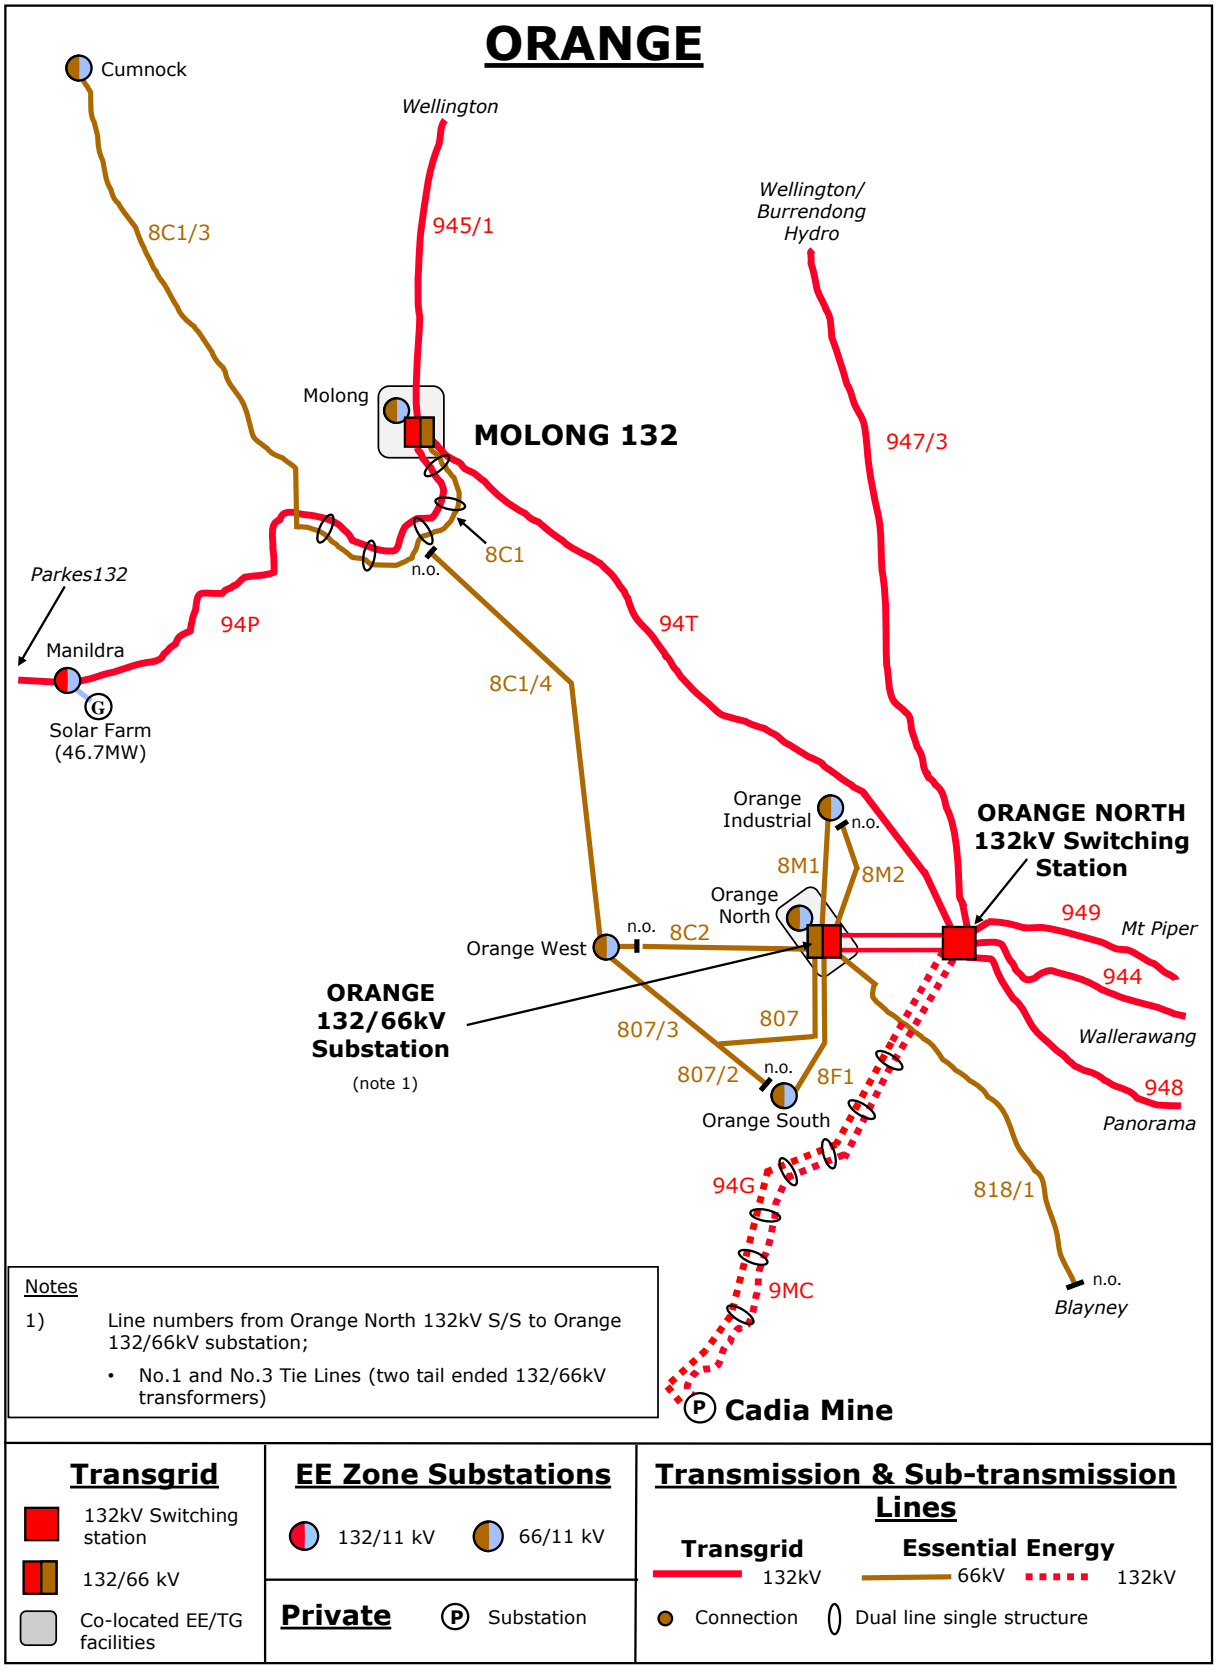 ORANGE
Cumnock
Wellington
Wellington/
Burrendong
Hydro
8C1/3
945/1
Molong
MOLONG 132
947/3
8C1
n.o.
Parkes132
94P
94T
Manildra
G
Solar Farm
(46.7MW)
8C1/4
Orange
Industrial
n.o.
ORANGE NORTH
132kV Switching
Station
8M1
8M2
Orange
North
949
Mt Piper
n.o.
8C2
Orange West
944
ORANGE
132/66kV
Substation
(note 1)
807
807/3
Wallerawang
807/2
n.o.
8F1
948
Orange South
Panorama
94G
818/1
9MC
n.o.
Blayney
Notes
1) Line numbers from Orange North 132kV S/S to Orange
132/66kV substation;
• No.1 and No.3 Tie Lines (two tail ended 132/66kV
transformers)
P
Cadia Mine
Transgrid
132kV Switching
station
132/66 kV
Co-located EE/TG
facilities
EE Zone Substations
132/11 kV
66/11 kV
Private
P
Substation
Transmission & Sub-transmission
Lines
Transgrid
Essential Energy
132kV
66kV
132kV
Connection
Dual line single structure